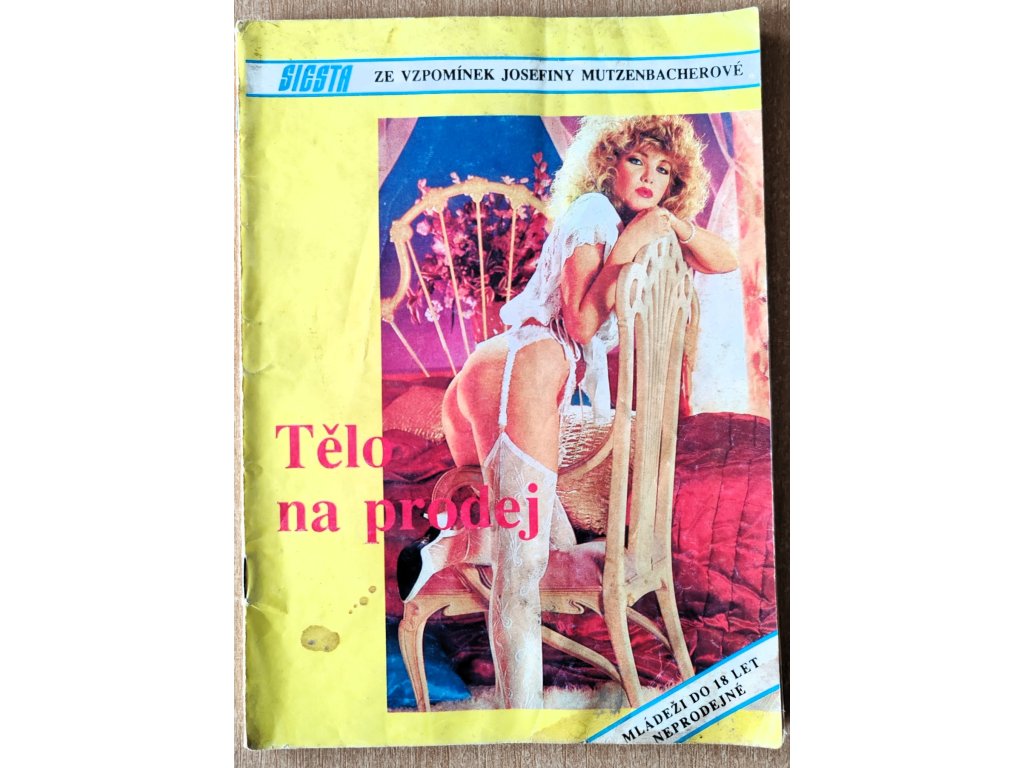 SIESTA ZE VZPOMÍNEK JOSEFINY MUTZENBACHEROVÉ
Tělo
na prodej
MLÁDEŽI DO 18 LET
NEPRODEJNÉ